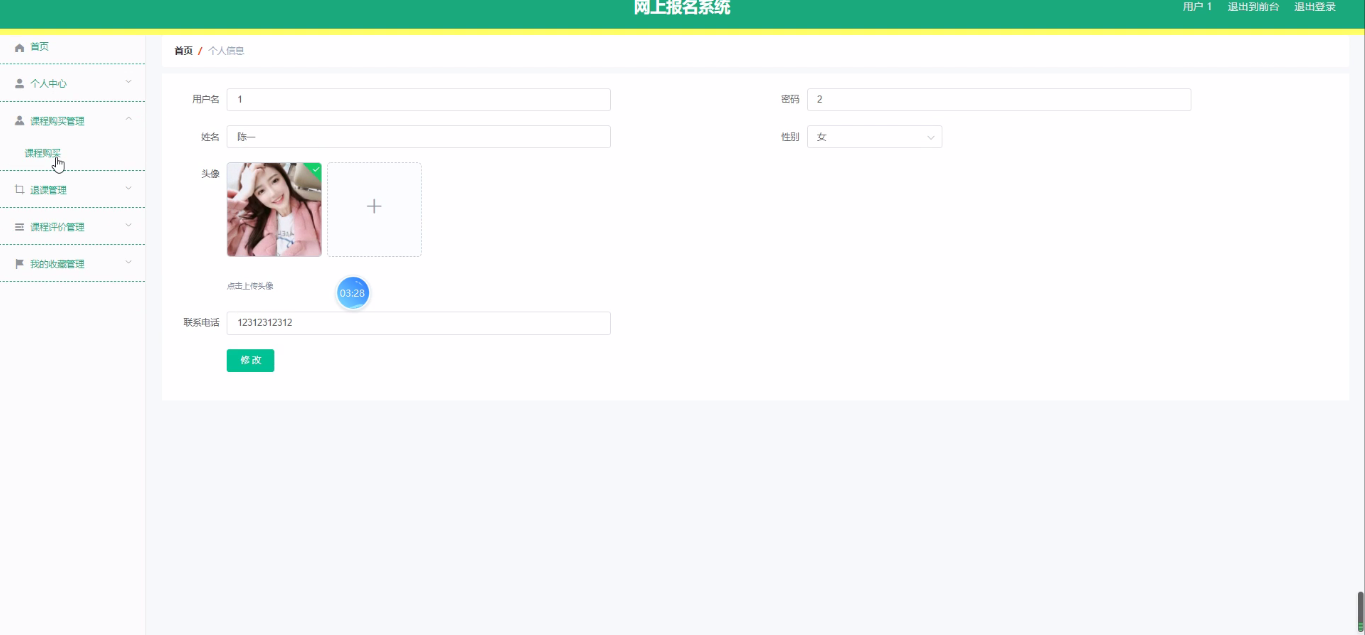 网上报名系统
用户 1 退出到前台 退出登录
首页
个人中心
课程购买管理
课程购买
退课管理
课程评价管理
我的收藏管理
首页 / 个人信息
用户名 1
密码 2
姓名 陈一
性别 女
头像
点击上传头像
03:28
联系电话 12312312312
修改